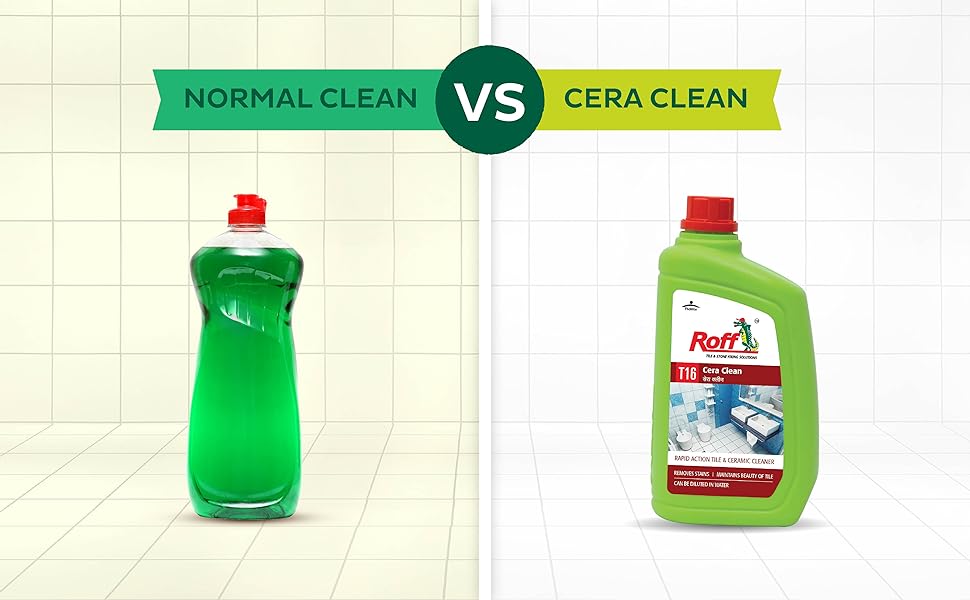 NORMAL CLEAN VS CERA CLEAN
Pidilite
Roff
TILE & STONE FIXING SOLUTIONS
T16 Cera Clean
सेरा क्लीन
RAPID ACTION TILE & CERAMIC CLEANER
REMOVES STAINS | MAINTAINS BEAUTY OF TILE
CAN BE DILUTED IN WATER